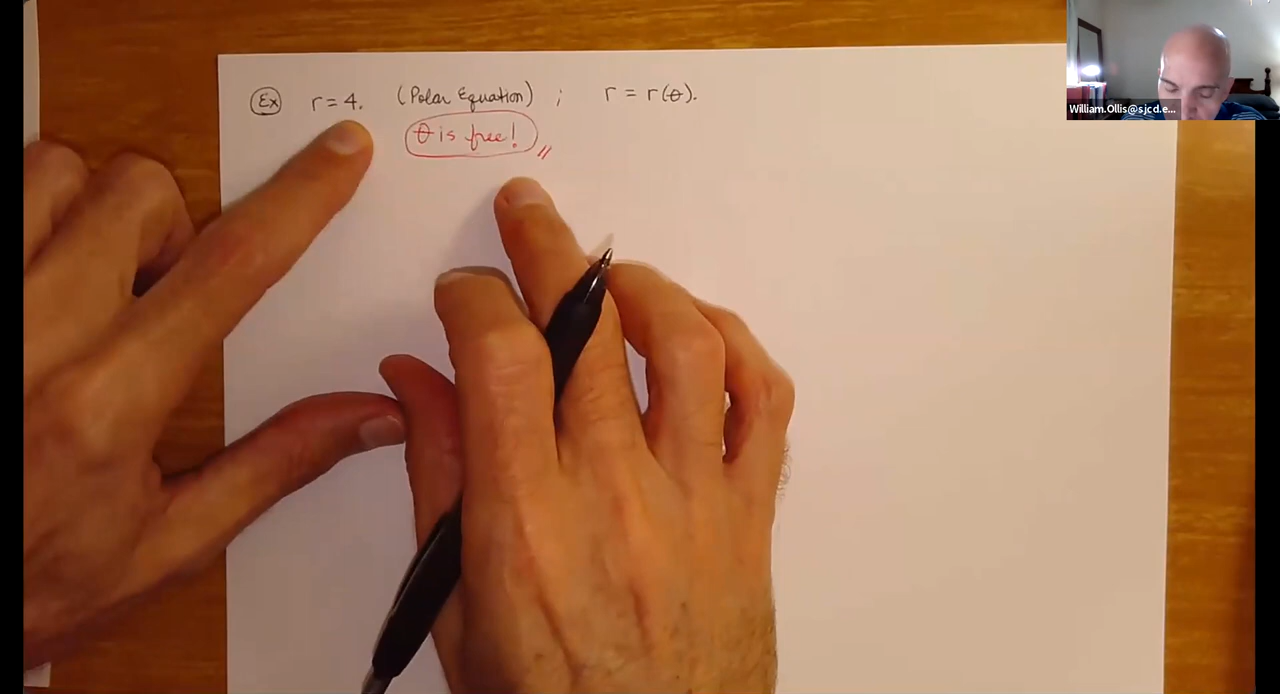 Ex r = 4. (Polar Equation) ; r = r(θ).
θ is free! //
William.Ollis@sjcd.e...